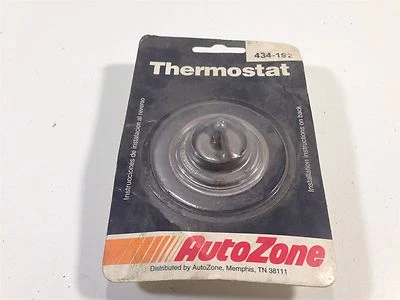 434-192
Thermostat
Instrucciones de instalación al reverso
Installation instructions on back
AutoZone
Distributed by AutoZone, Memphis, TN 38111